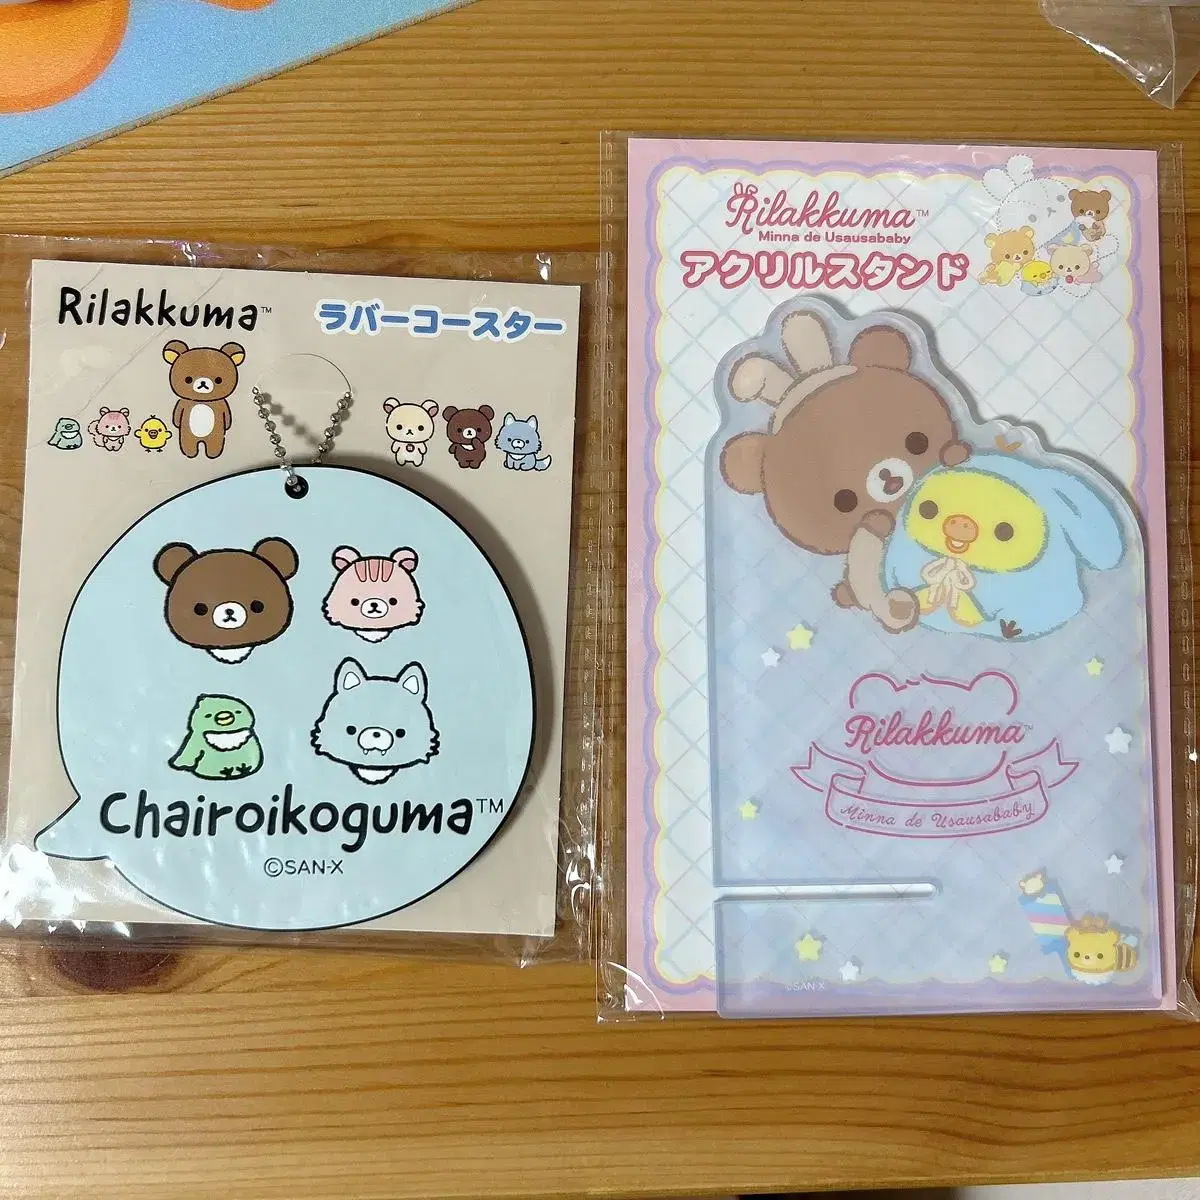 Rilakkuma™
ラバーコースター
Chairoikoguma™
©SAN-X
Rilakkuma™
Minna de Usausababy
アクリルスタンド
Rilakkuma™
Minna de Usausababy
©SAN-X